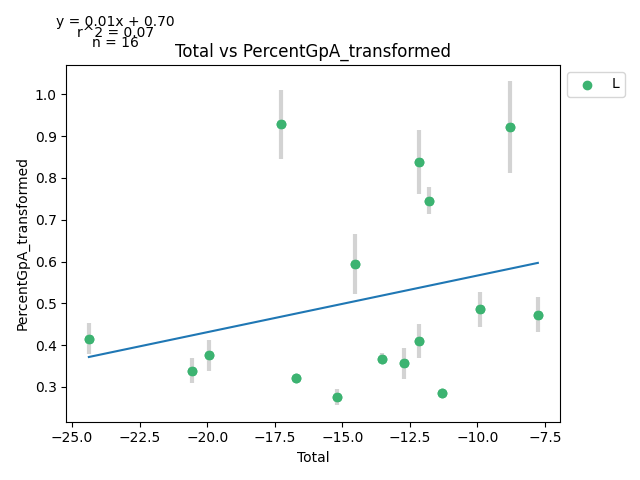 y = 0.01x + 0.70
r^2 = 0.07
n = 16
Total vs PercentGpA_transformed
L
PercentGpA_transformed
1.0
0.9
0.8
0.7
0.6
0.5
0.4
0.3
−25.0 −22.5 −20.0 −17.5 −15.0 −12.5 −10.0 −7.5
Total